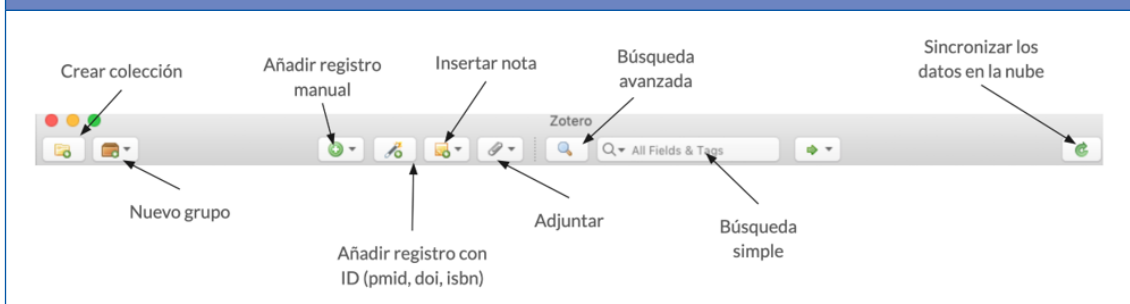 Crear colección
Añadir registro
manual
Insertar nota
Búsqueda
avanzada
Sincronizar los
datos en la nube
Zotero
All Fields & Tags
Nuevo grupo
Añadir registro con
ID (pmid, doi, isbn)
Adjuntar
Búsqueda
simple